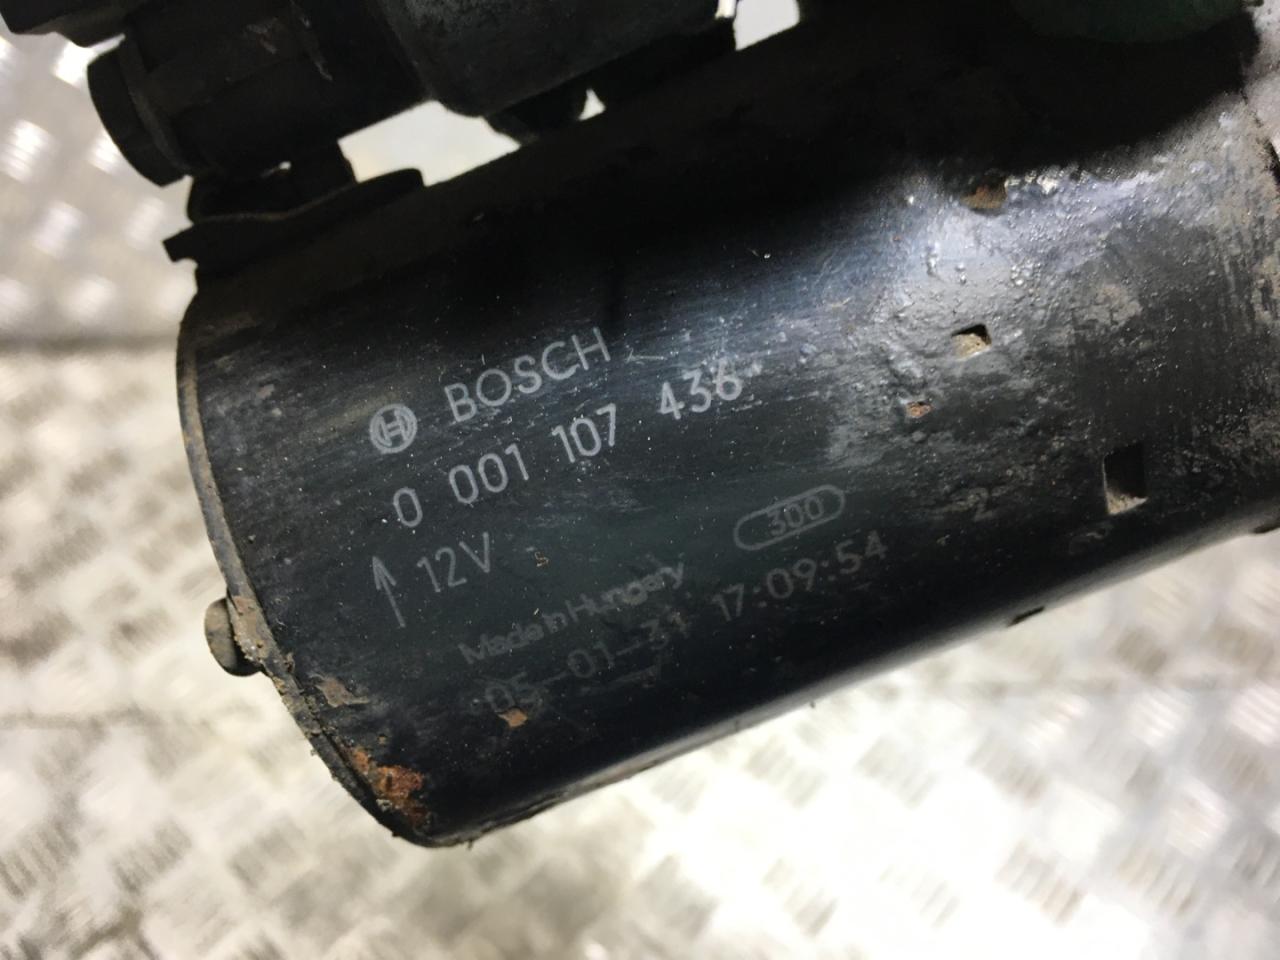 BOSCH
0 001 107 436
12V
300
Made in Hungary
05-01-31 17:09:54